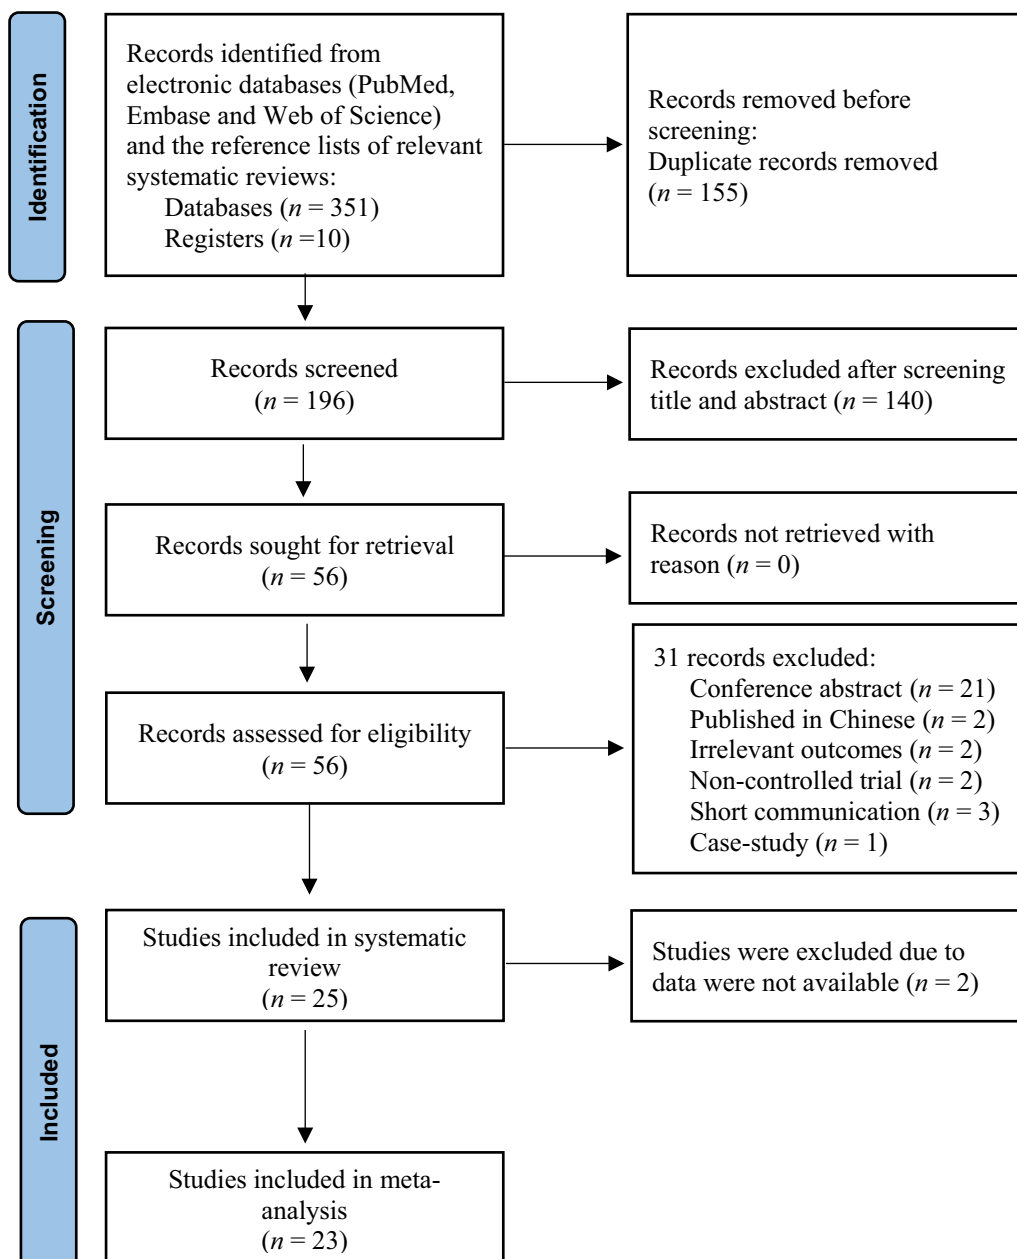 Identification
Records identified from
electronic databases (PubMed,
Embase and Web of Science)
and the reference lists of relevant
systematic reviews:
Databases (n = 351)
Registers (n =10)
Records removed before
screening:
Duplicate records removed
(n = 155)
Screening
Records screened
(n = 196)
Records excluded after screening
title and abstract (n = 140)
Records sought for retrieval
(n = 56)
Records not retrieved with
reason (n = 0)
Records assessed for eligibility
(n = 56)
31 records excluded:
Conference abstract (n = 21)
Published in Chinese (n = 2)
Irrelevant outcomes (n = 2)
Non-controlled trial (n = 2)
Short communication (n = 3)
Case-study (n = 1)
Included
Studies included in systematic
review
(n = 25)
Studies were excluded due to
data were not available (n = 2)
Studies included in meta-
analysis
(n = 23)